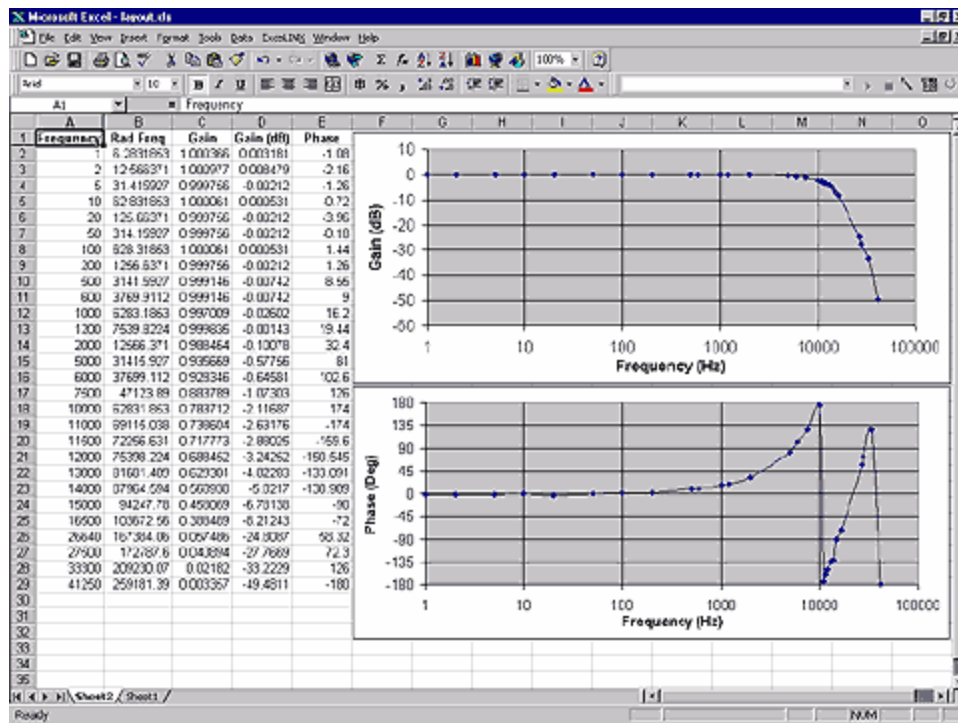 Microsoft Excel - layout.xls
File Edit View Insert Format Tools Data ExceLINX Window Help
100%
Arial 10 B I U
A1 = Frequency
A B C D E F G H I J K L M N O
1 Frequency Rad Freq Gain Gain (dB) Phase
2 1 6.2831853 1.000366 0.003181 -1.08
3 2 12.566371 1.000977 0.008479 -2.16
4 5 31.415927 0.999756 -0.00212 -1.26
5 10 62.831853 1.000061 0.000531 -0.72
6 20 125.66371 0.999756 -0.00212 -3.96
7 50 314.15927 0.999756 -0.00212 -0.18
8 100 628.31853 1.000061 0.000531 1.44
9 200 1256.6371 0.999756 -0.00212 1.26
10 500 3141.5927 0.999146 -0.00742 8.56
11 600 3769.9112 0.999146 -0.00742 9
12 1000 6283.1853 0.997009 -0.02602 16.2
13 1200 7539.8224 0.999835 -0.00143 19.44
14 2000 12566.371 0.988464 -0.10078 32.4
15 5000 31415.927 0.935669 -0.57756 81
16 6000 37699.112 0.928346 -0.64581 102.6
17 7500 47123.89 0.883789 -1.07303 126
18 10000 62831.853 0.783712 -2.11687 174
19 11000 69115.038 0.738604 -2.63176 -174
20 11500 72256.631 0.717773 -2.88025 -159.6
21 12000 75398.224 0.688462 -3.24262 -150.545
22 13000 81681.409 0.629301 -4.02283 -133.091
23 14000 87964.594 0.560938 -5.0217 -130.909
24 15000 94247.78 0.458069 -6.78138 -90
25 16500 103672.56 0.388489 -8.21243 -72
26 26640 167384.06 0.057486 -24.8087 58.32
27 27500 172787.6 0.040894 -27.7669 72.3
28 33300 209230.07 0.02182 -33.2229 126
29 41250 259181.39 0.003357 -49.4811 -180
30
31
32
33
34
35
10
0
-10
-20
-30
-40
-50
-60
Gain (dB)
1 10 100 1000 10000 100000
Frequency (Hz)
180
135
90
45
0
-45
-90
-135
-180
Phase (Deg)
1 10 100 1000 10000 100000
Frequency (Hz)
Sheet2 Sheet1
Ready NUM